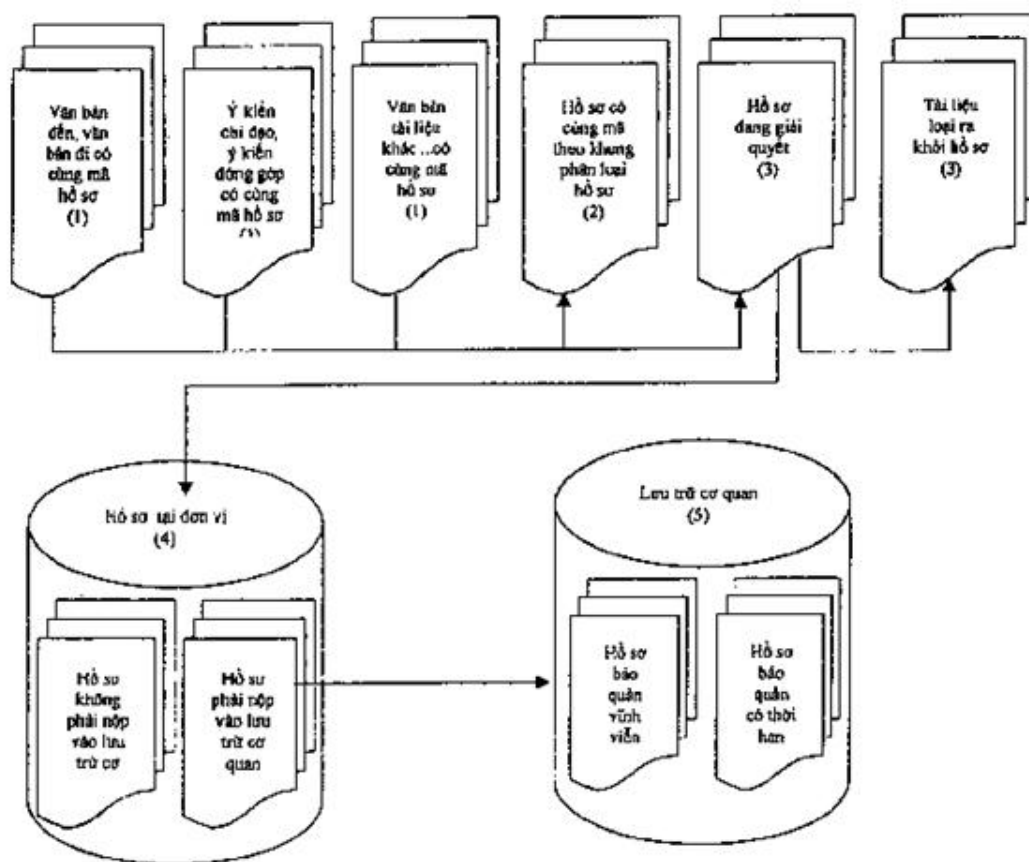 Văn bản
đến, văn
bản đi có
cùng mã
hồ sơ
(1)
Ý kiến
chỉ đạo,
ý kiến
đóng góp
có cùng
mã hồ sơ
Văn bản
tài liệu
khác ...có
cùng mã
hồ sơ
(1)
Hồ sơ có
cùng mã
theo khung
phân loại
hồ sơ
(2)
Hồ sơ
đang giải
quyết
(3)
Tài liệu
loại ra
khỏi hồ sơ
(3)
Hồ sơ tại đơn vị
(4)
Hồ sơ
không
phải nộp
vào lưu
trữ cơ
Hồ sơ
phải nộp
vào lưu
trữ cơ
quan
Lưu trữ cơ quan
(5)
Hồ sơ
bảo
quản
vĩnh
viễn
Hồ sơ
bảo
quản
có thời
hạn